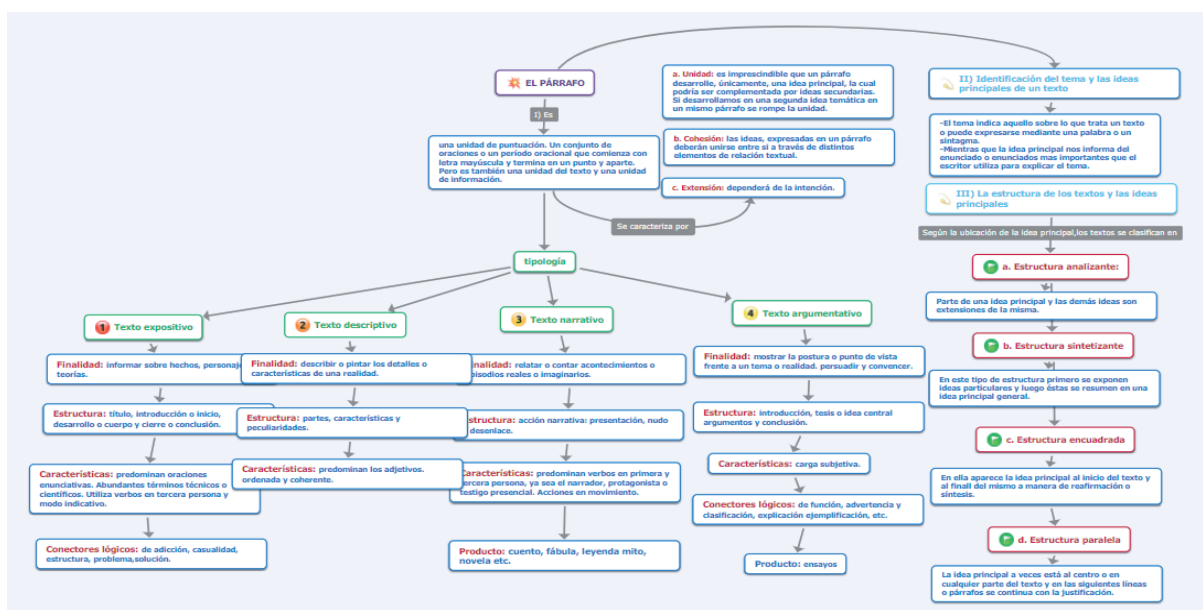 EL PÁRRAFO
I) Es
una unidad de puntuación. Un conjunto de
oraciones o un período oracional que comienza con
letra mayúscula y termina en un punto y aparte.
Pero es también una unidad del texto y una unidad
de información.
a. Unidad: es imprescindible que un párrafo
desarrolle, únicamente, una idea principal, la cual
podría ser complementada por ideas secundarias.
Si desarrollamos en una segunda idea temática en
un mismo párrafo se rompe la unidad.
b. Cohesión: las ideas, expresadas en un párrafo
deberán unirse entre si a través de distintos
elementos de relación textual.
c. Extensión: dependerá de la intención.
Se caracteriza por
tipología
1 Texto expositivo
Finalidad: informar sobre hechos, personaje
teorías.
Estructura: título, introducción o inicio,
desarrollo o cuerpo y cierre o conclusión.
Características: predominan oraciones
enunciativas. Abundantes términos técnicos o
científicos. Utiliza verbos en tercera persona y
modo indicativo.
Conectores lógicos: de adicción, casualidad,
estructura, problema,solución.
2 Texto descriptivo
Finalidad: describir o pintar los detalles o
características de una realidad.
Estructura: partes, características y
peculiaridades.
Características: predominan los adjetivos.
ordenada y coherente.
3 Texto narrativo
inalidad: relatar o contar acontecimientos o
pisodios reales o imaginarios.
structura: acción narrativa: presentación, nudo
desenlace.
Características: predominan verbos en primera y
tercera persona, ya sea el narrador, protagonista o
testigo presencial. Acciones en movimiento.
Producto: cuento, fábula, leyenda mito,
novela etc.
4 Texto argumentativo
Finalidad: mostrar la postura o punto de vista
frente a un tema o realidad. persuadir y convencer.
Estructura: introducción, tesis o idea central
argumentos y conclusión.
Características: carga subjetiva.
Conectores lógicos: de función, advertencia y
clasificación, explicación ejemplificación, etc.
Producto: ensayos
II) Identificación del tema y las ideas
principales de un texto
-El tema indica aquello sobre lo que trata un texto
o puede expresarse mediante una palabra o un
sintagma.
-Mientras que la idea principal nos informa del
enunciado o enunciados mas importantes que el
escritor utiliza para explicar el tema.
III) La estructura de los textos y las ideas
principales
Según la ubicación de la idea principal,los textos se clasifican en
a. Estructura analizante:
Parte de una idea principal y las demás ideas son
extensiones de la misma.
b. Estructura sintetizante
En este tipo de estructura primero se exponen
ideas particulares y luego éstas se resumen en una
idea principal general.
c. Estructura encuadrada
En ella aparece la idea principal al inicio del texto y
al finall del mismo a manera de reafirmación o
síntesis.
d. Estructura paralela
La idea principal a veces está al centro o en
cualquier parte del texto y en las siguientes líneas
o párrafos se continua con la justificación.